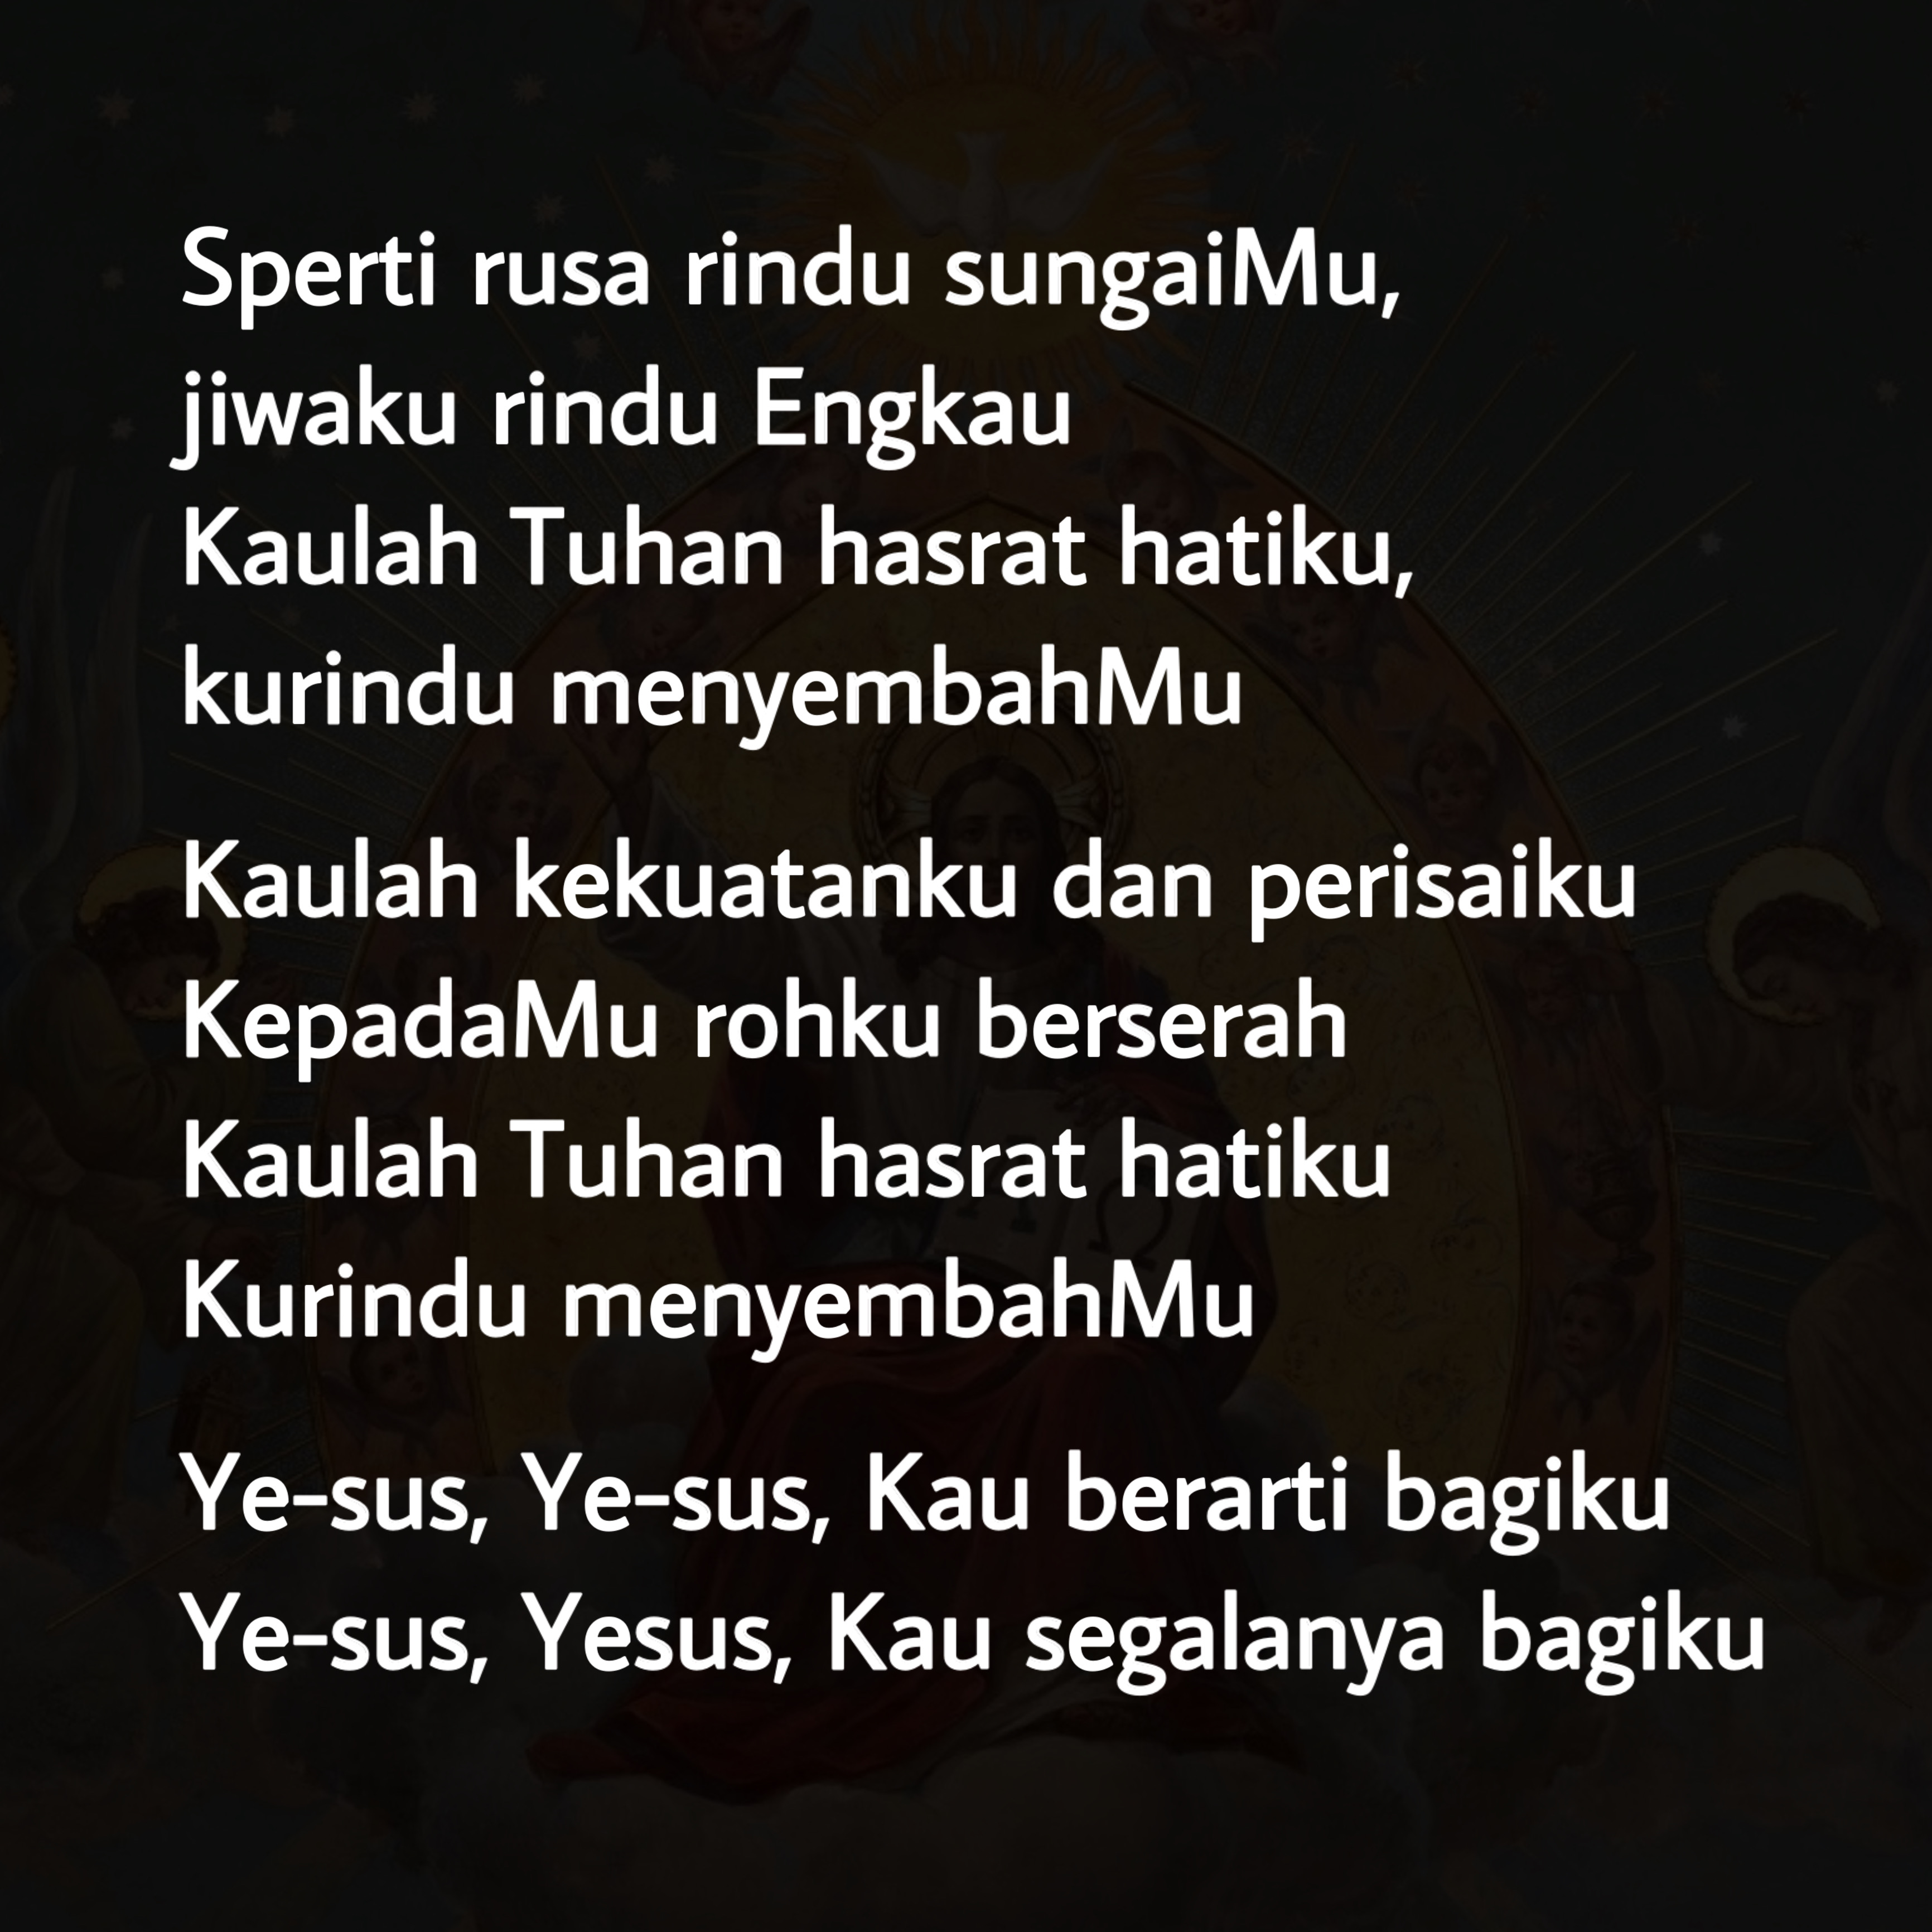 Sperti rusa rindu sungaiMu,
jiwaku rindu Engkau
Kaulah Tuhan hasrat hatiku,
kurindu menyembahMu
Kaulah kekuatanku dan perisaiku
KepadaMu rohku berserah
Kaulah Tuhan hasrat hatiku
Kurindu menyembahMu
Ye-sus, Ye-sus, Kau berarti bagiku
Ye-sus, Yesus, Kau segalanya bagiku